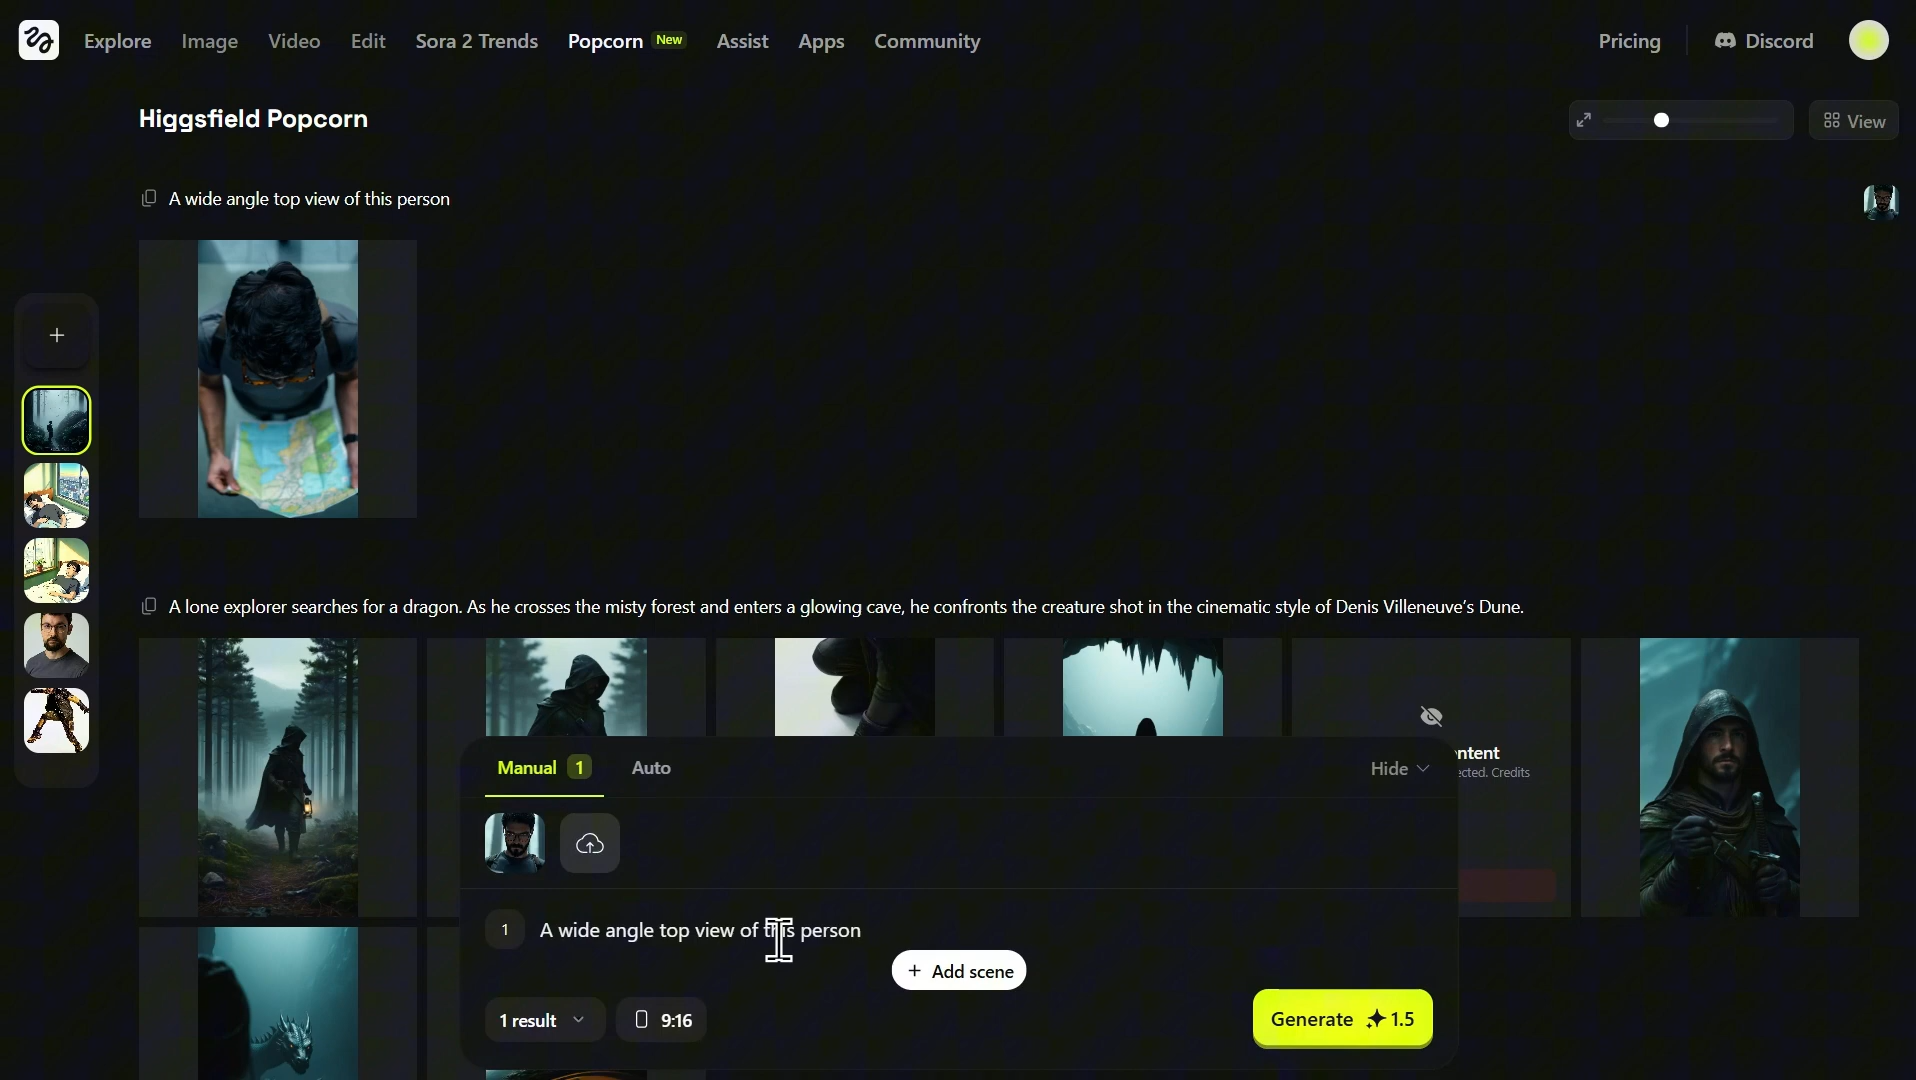 Explore Image Video Edit Sora 2 Trends Popcorn New Assist Apps Community Pricing Discord
Higgsfield Popcorn
View
A wide angle top view of this person
A lone explorer searches for a dragon. As he crosses the misty forest and enters a glowing cave, he confronts the creature shot in the cinematic style of Denis Villeneuve’s Dune.
Manual 1 Auto Hide
1 A wide angle top view of this person
+ Add scene
1 result 9:16 Generate 1.5
Credits